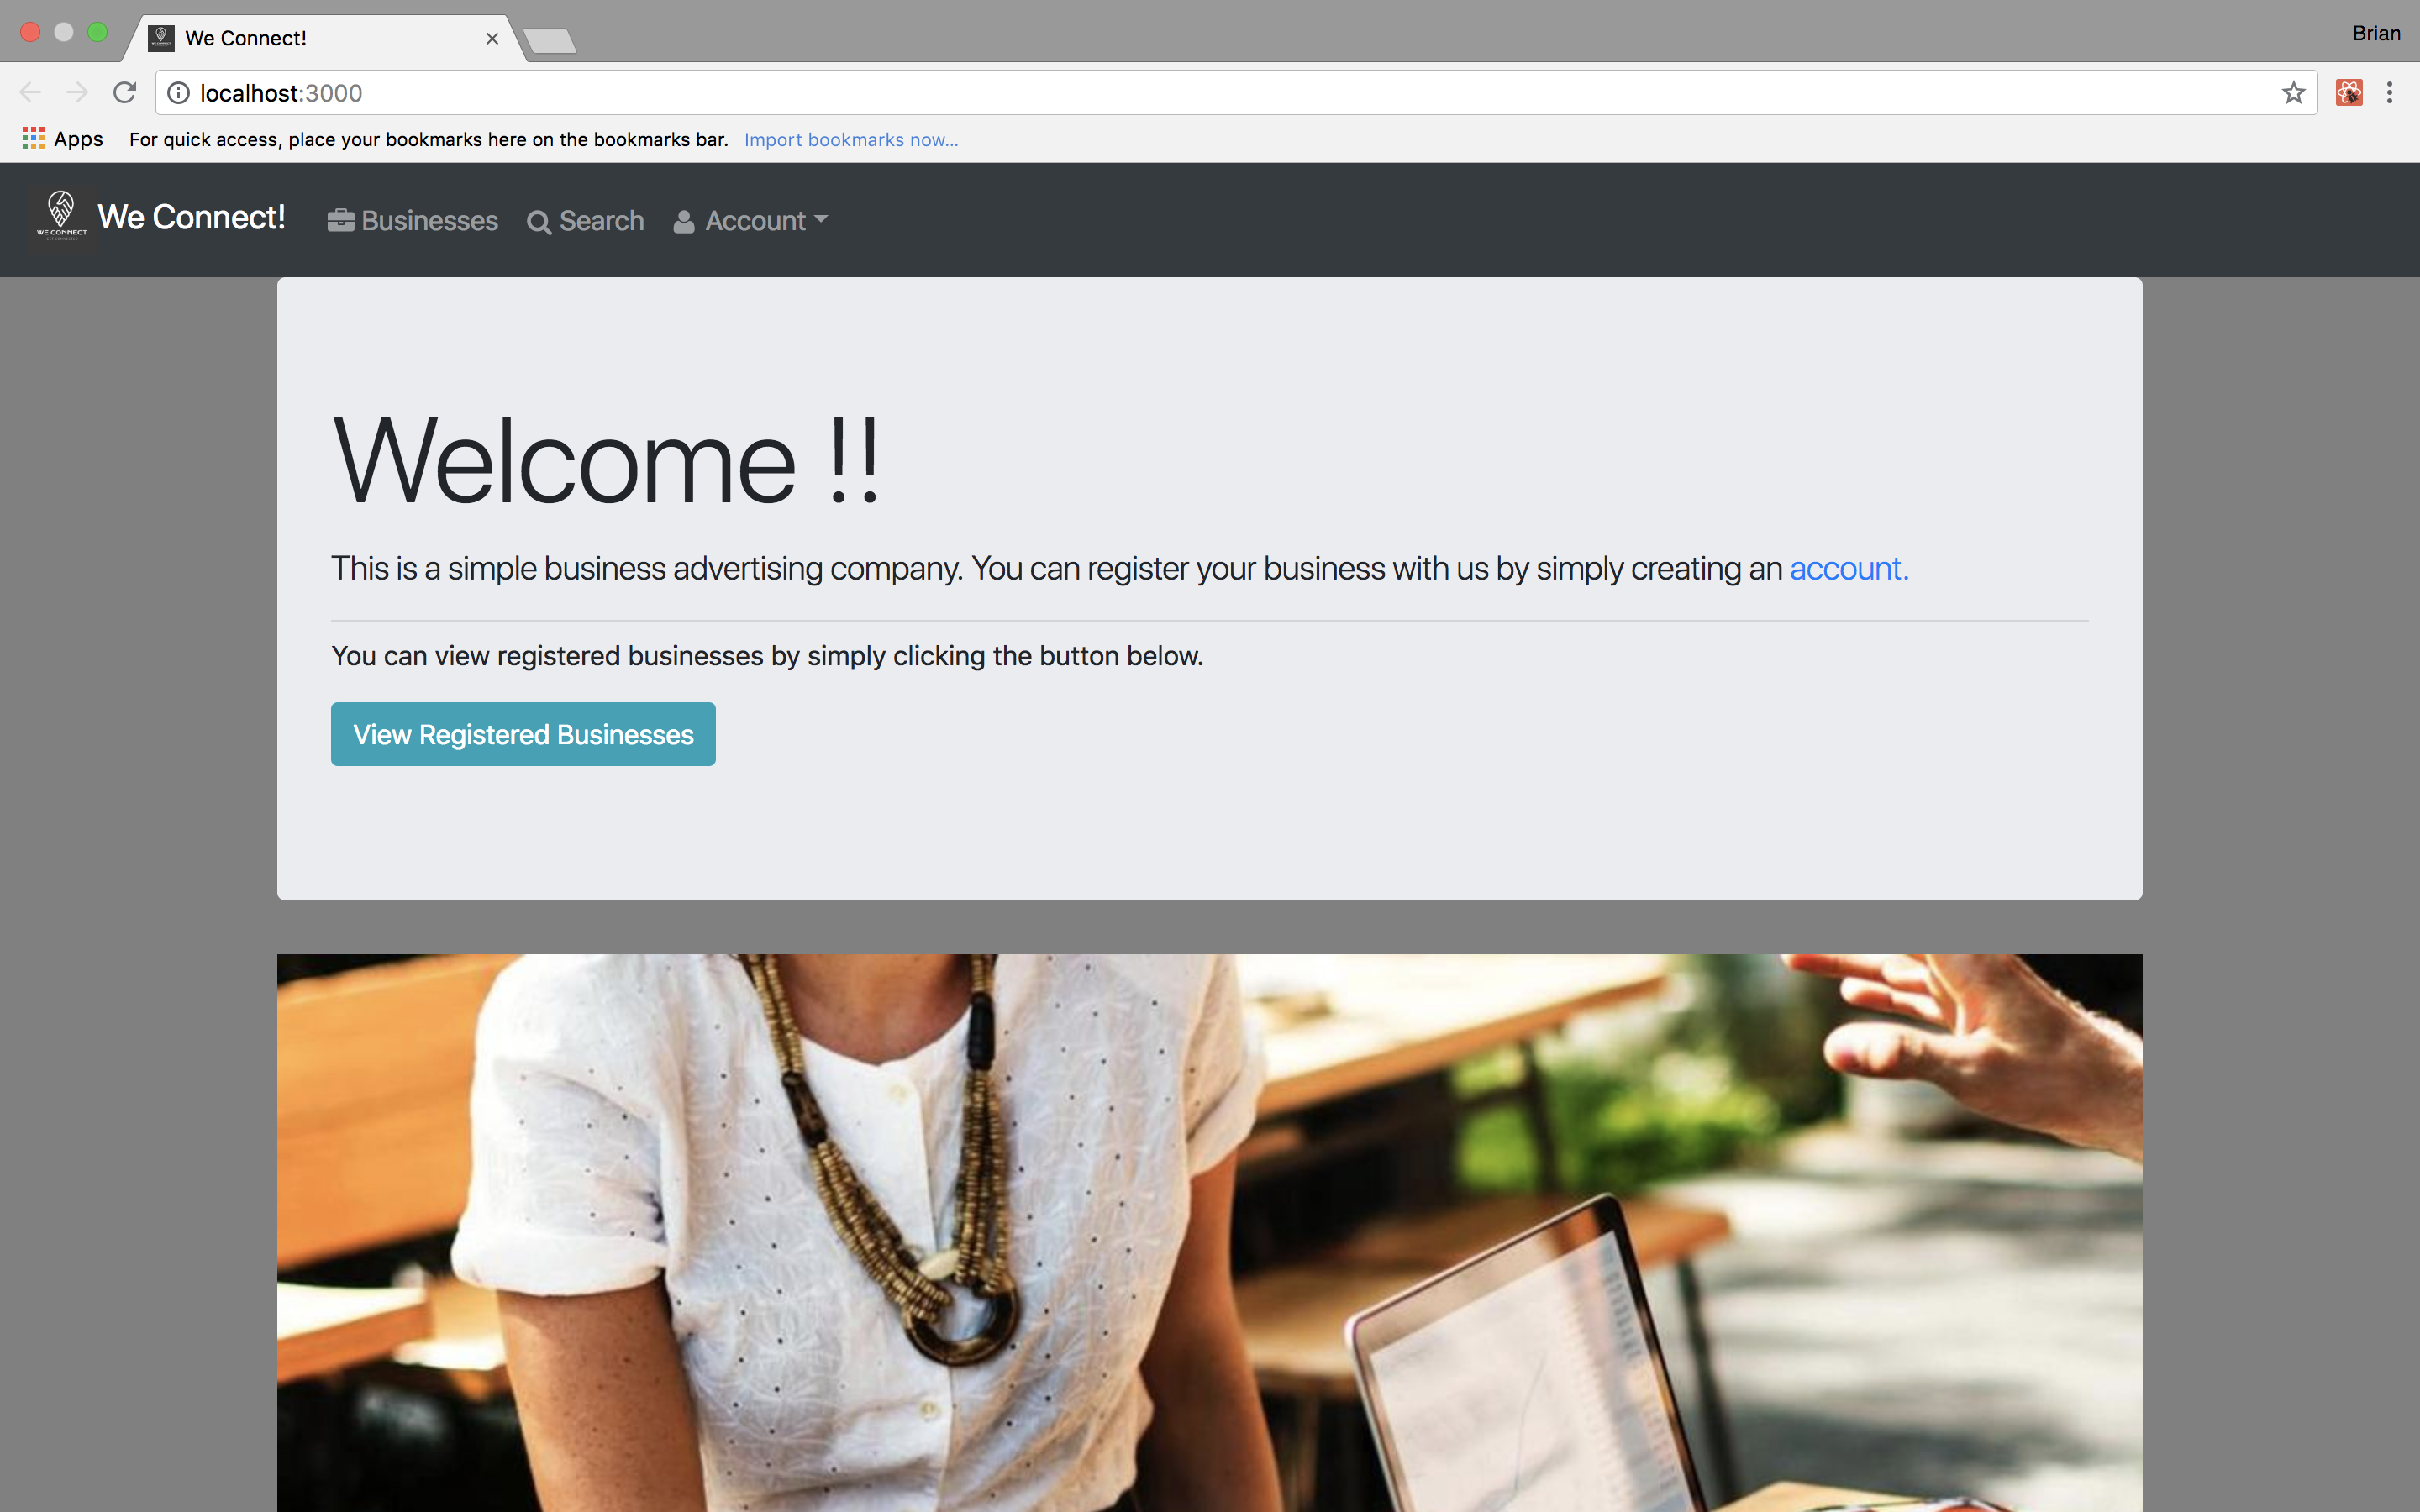 We Connect!
Brian
localhost:3000
Apps For quick access, place your bookmarks here on the bookmarks bar. Import bookmarks now...
WE CONNECT
We Connect! Businesses Search Account
Welcome !!
This is a simple business advertising company. You can register your business with us by simply creating an account.
You can view registered businesses by simply clicking the button below.
View Registered Businesses